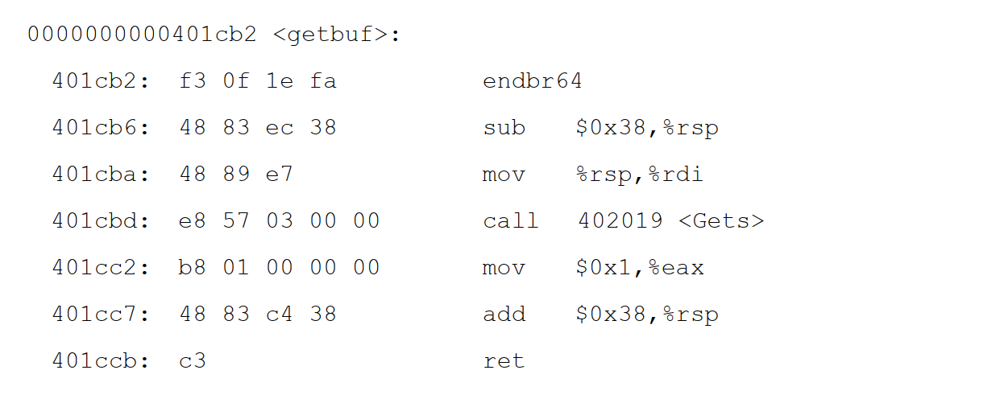 0000000000401cb2 <getbuf>:
401cb2: f3 0f 1e fa endbr64
401cb6: 48 83 ec 38 sub $0x38,%rsp
401cba: 48 89 e7 mov %rsp,%rdi
401cbd: e8 57 03 00 00 call 402019 <Gets>
401cc2: b8 01 00 00 00 mov $0x1,%eax
401cc7: 48 83 c4 38 add $0x38,%rsp
401ccb: c3 ret